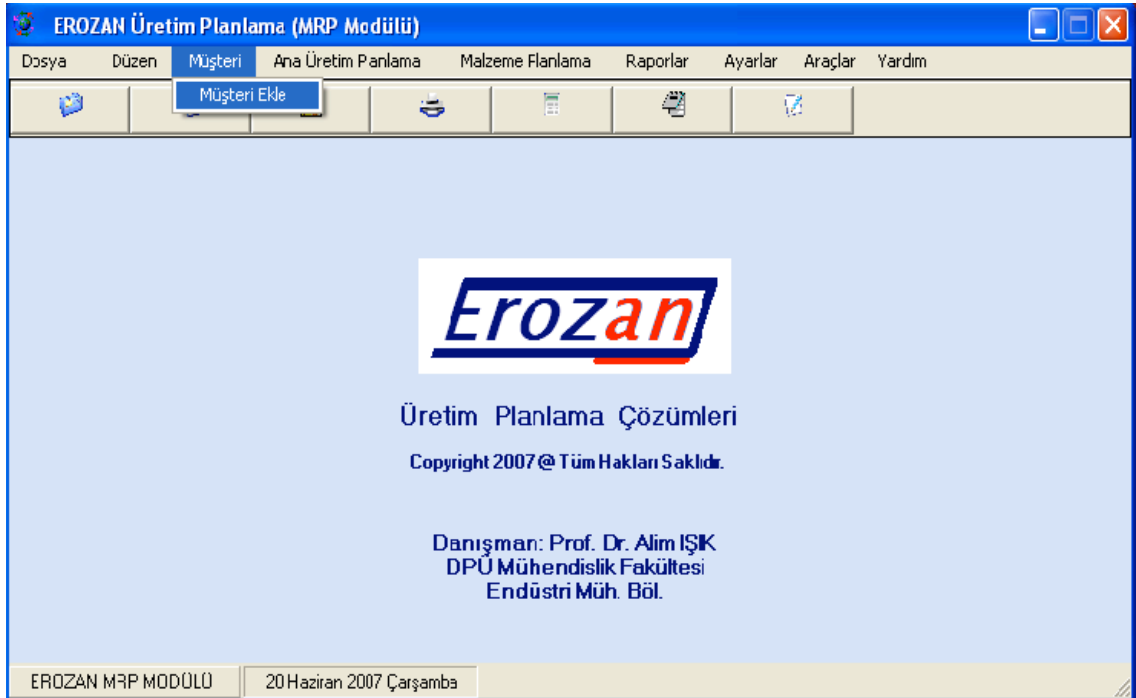 EROZAN Üretim Planlama (MRP Modülü)
Dosya Düzen Müşteri Ana Üretim Planlama Malzeme Planlama Raporlar Ayarlar Araçlar Yardım
Müşteri Ekle
Erozan
Üretim Planlama Çözümleri
Copyright 2007@ Tüm Hakları Saklıdır.
Danışman: Prof. Dr. Alim IŞIK
DPÜ Mühendislik Fakültesi
Endüstri Müh. Böl.
EROZAN MRP MODÜLÜ 20 Haziran 2007 Çarşamba